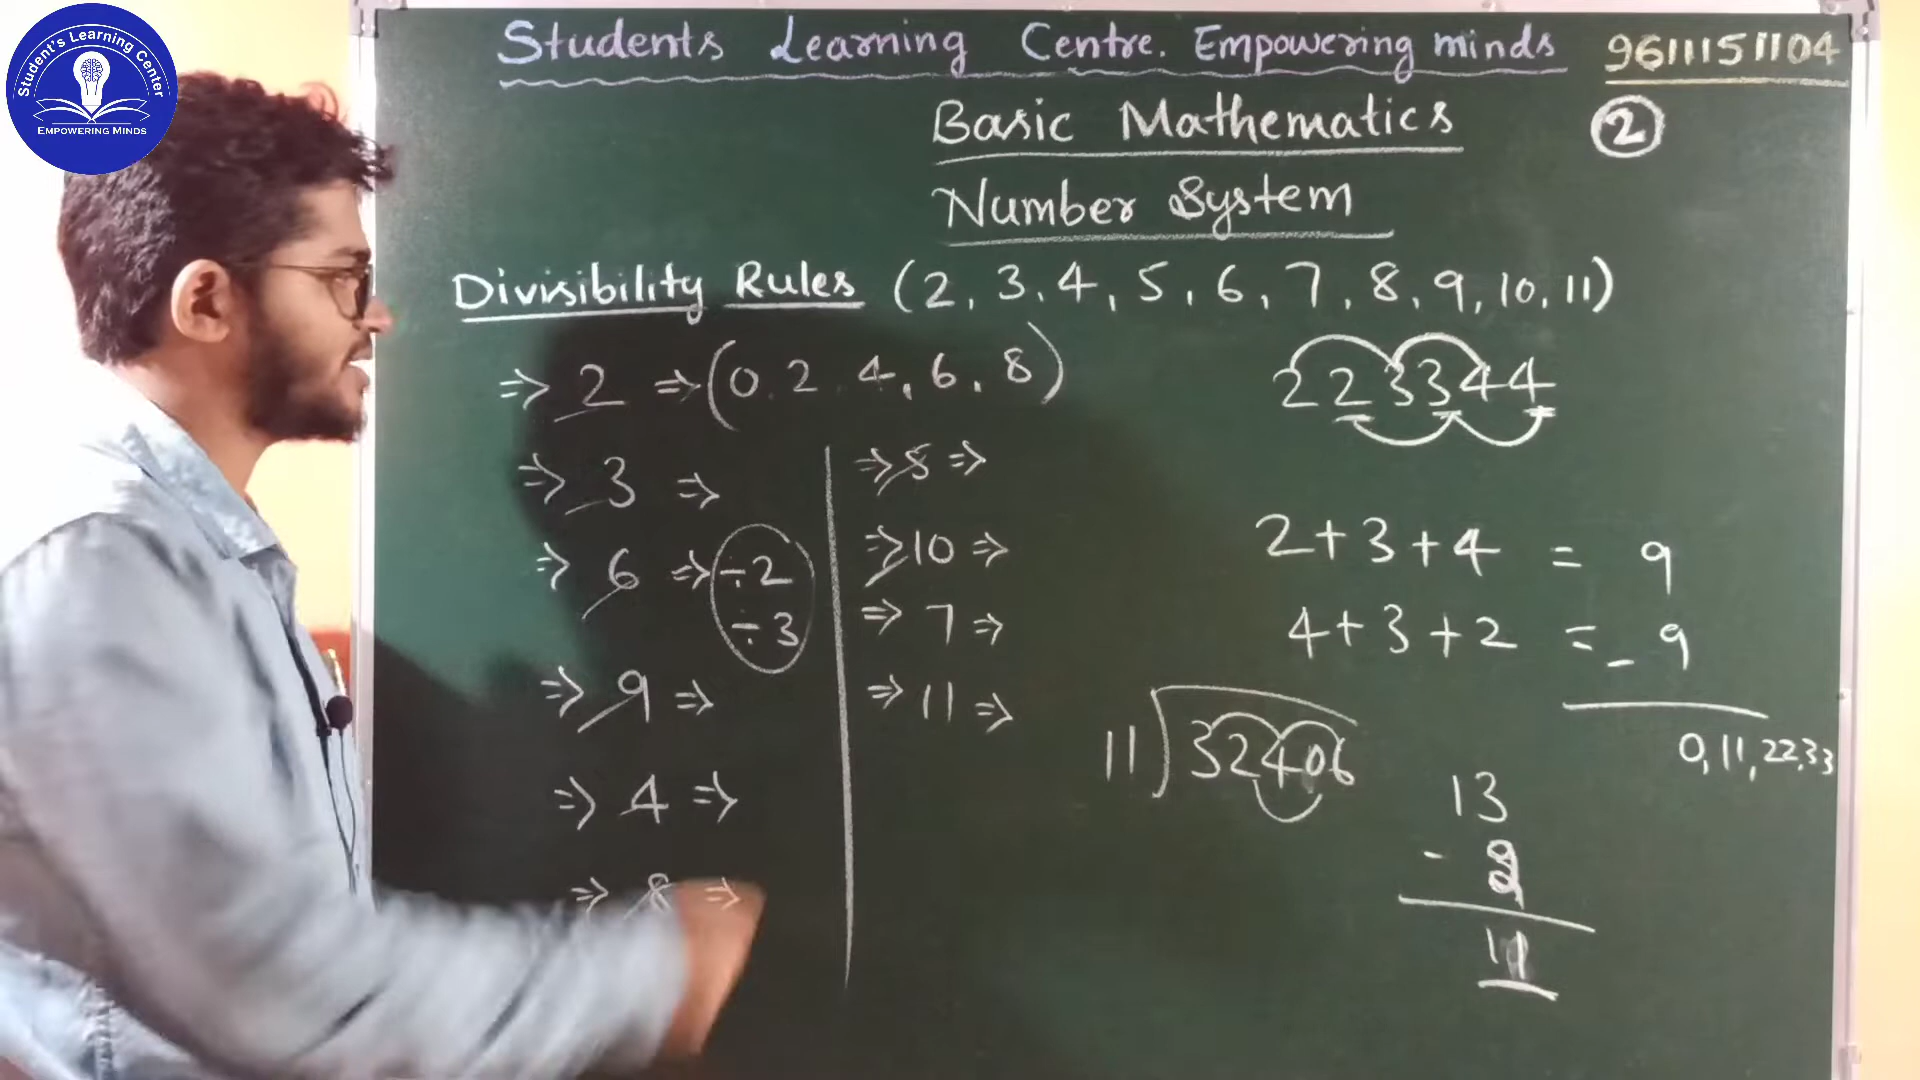 Student's Learning Center
EMPOWERING MINDS
Students Learning Centre. Empowering minds 9611151104
Basic Mathematics 2
Number System
Divisibility Rules (2, 3, 4, 5, 6, 7, 8, 9, 10, 11)
⇒ 2 ⇒ (0, 2, 4, 6, 8)
⇒ 3 ⇒
⇒ 6 ⇒ ÷2
÷3
⇒ 9 ⇒
⇒ 4 ⇒
⇒ 8 ⇒
⇒ 5 ⇒
⇒ 10 ⇒
⇒ 7 ⇒
⇒ 11 ⇒
223344
2+3+4 = 9
4+3+2 = - 9
0, 11, 22, 33
11) 32406
13
- 2
11